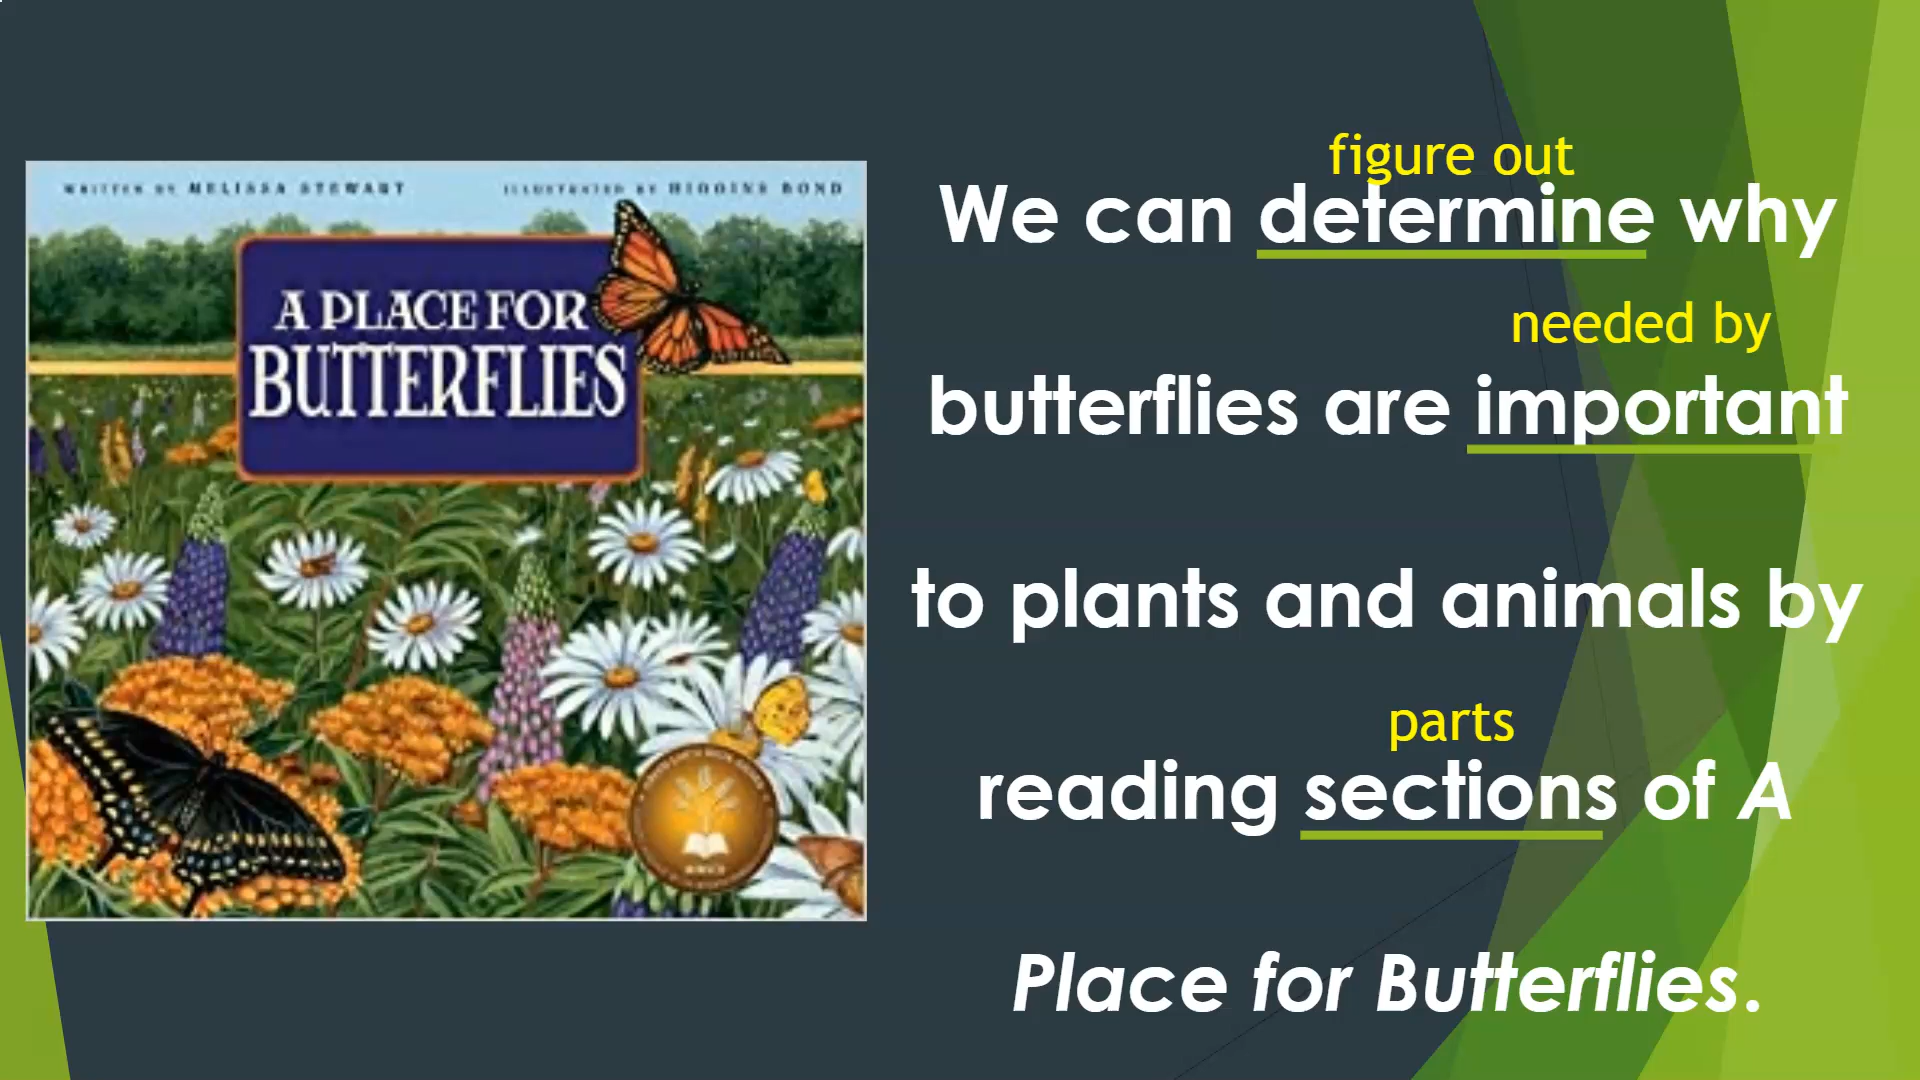 WRITTEN BY MELISSA STEWART
ILLUSTRATED BY HIGGINS BOND
A PLACE FOR
BUTTERFLIES
figure out
We can determine why
needed by
butterflies are important
to plants and animals by
parts
reading sections of A
Place for Butterflies.